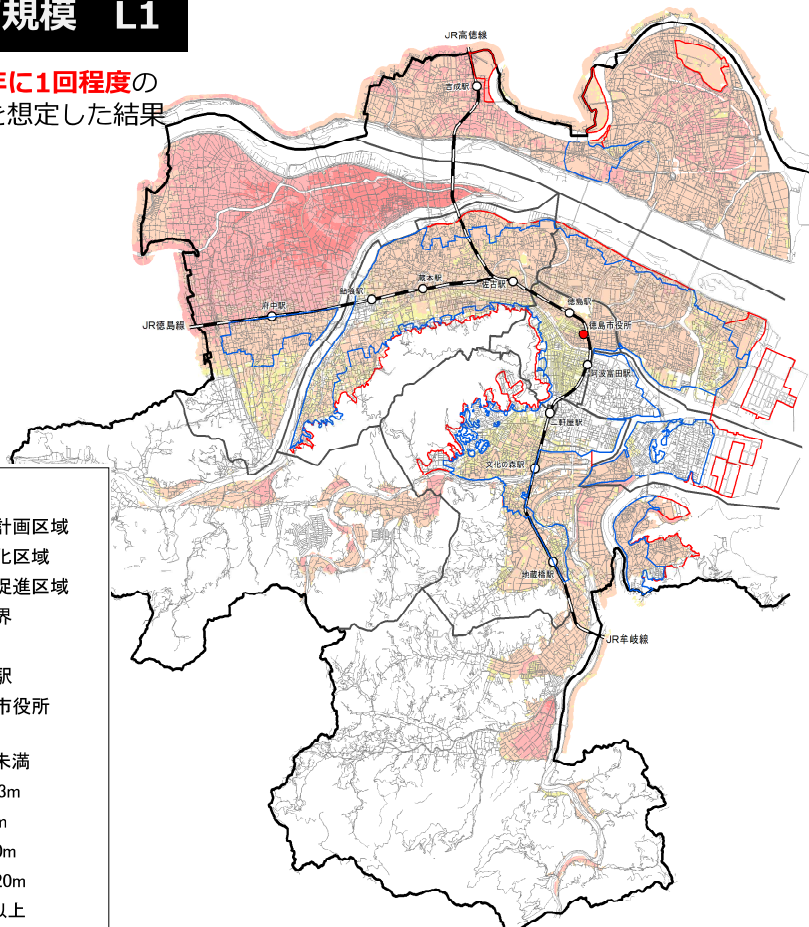 規模　L1
年に1回程度の
を想定した結果
JR高徳線
吉成駅
蔵本駅
鮎喰駅
佐古駅
府中駅
徳島駅
JR徳島線
徳島市役所
阿波富田駅
二軒屋駅
文化の森駅
地蔵橋駅
JR牟岐線
計画区域
化区域
促進区域
界
駅
市役所
未満
3m
m
0m
20m
以上